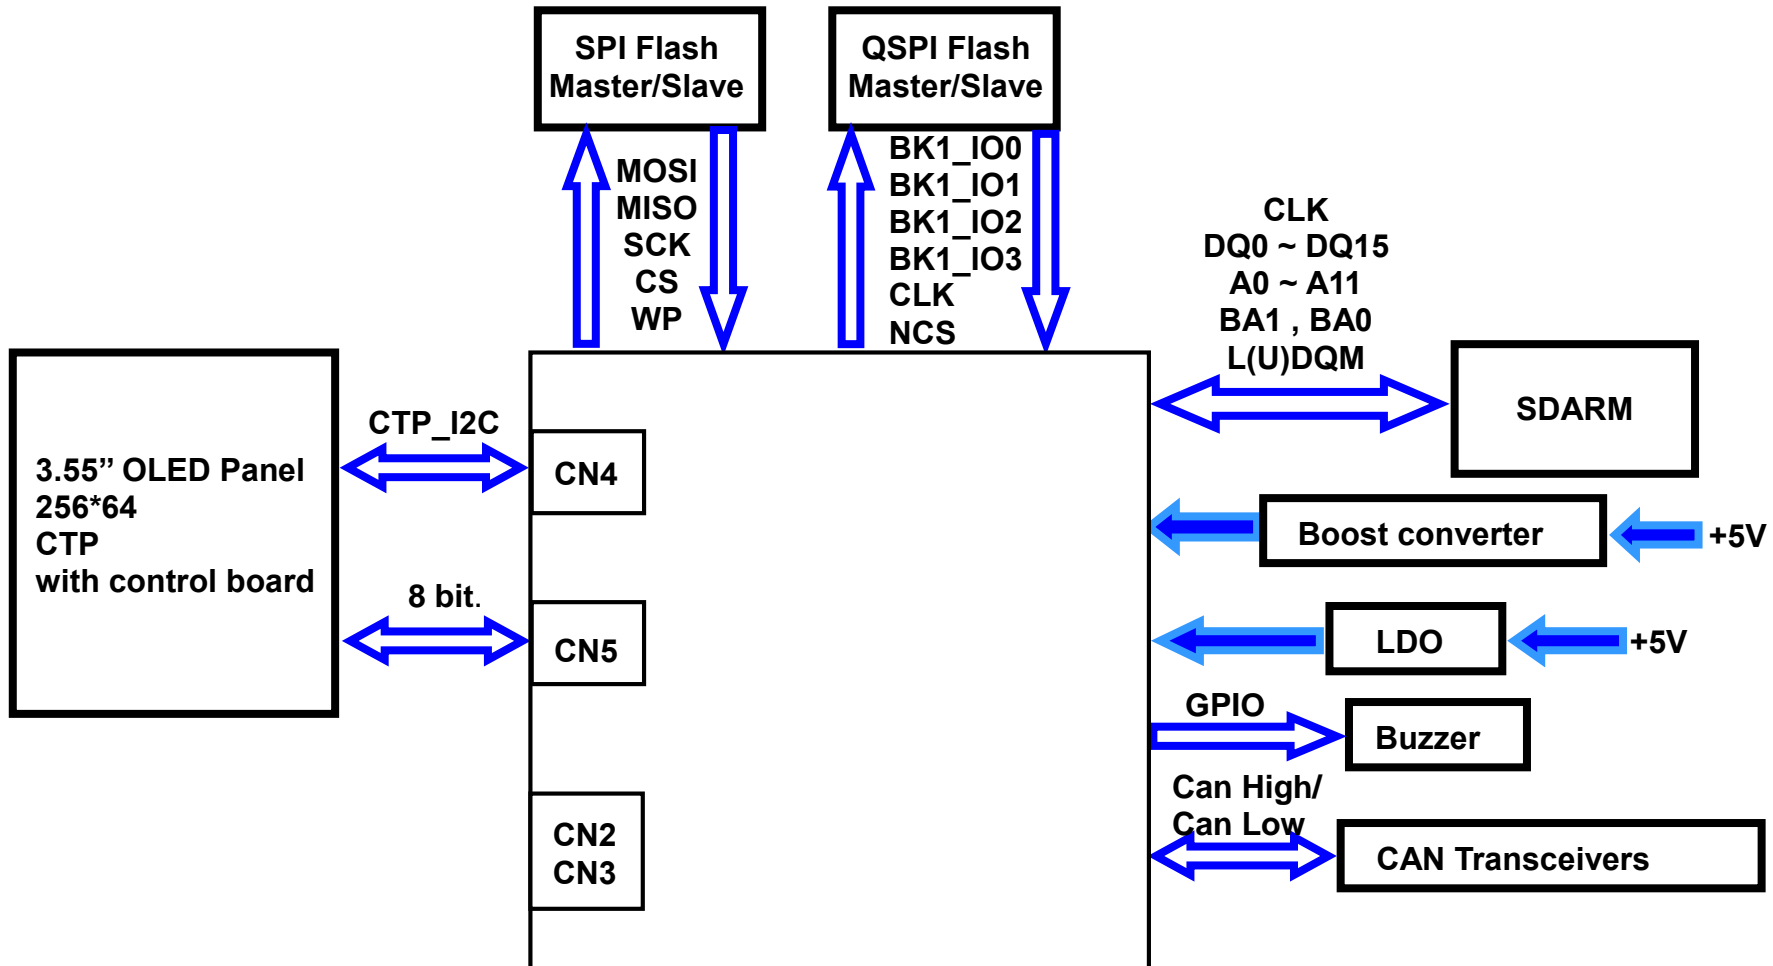 SPI Flash
Master/Slave
QSPI Flash
Master/Slave
MOSI
MISO
SCK
CS
WP
BK1_IO0
BK1_IO1
BK1_IO2
BK1_IO3
CLK
NCS
CLK
DQ0 ~ DQ15
A0 ~ A11
BA1 , BA0
L(U)DQM
SDARM
3.55’’ OLED Panel
256*64
CTP
with control board
CTP_I2C
CN4
8 bit.
CN5
CN2
CN3
Boost converter
+5V
LDO
+5V
GPIO
Buzzer
Can High/
Can Low
CAN Transceivers